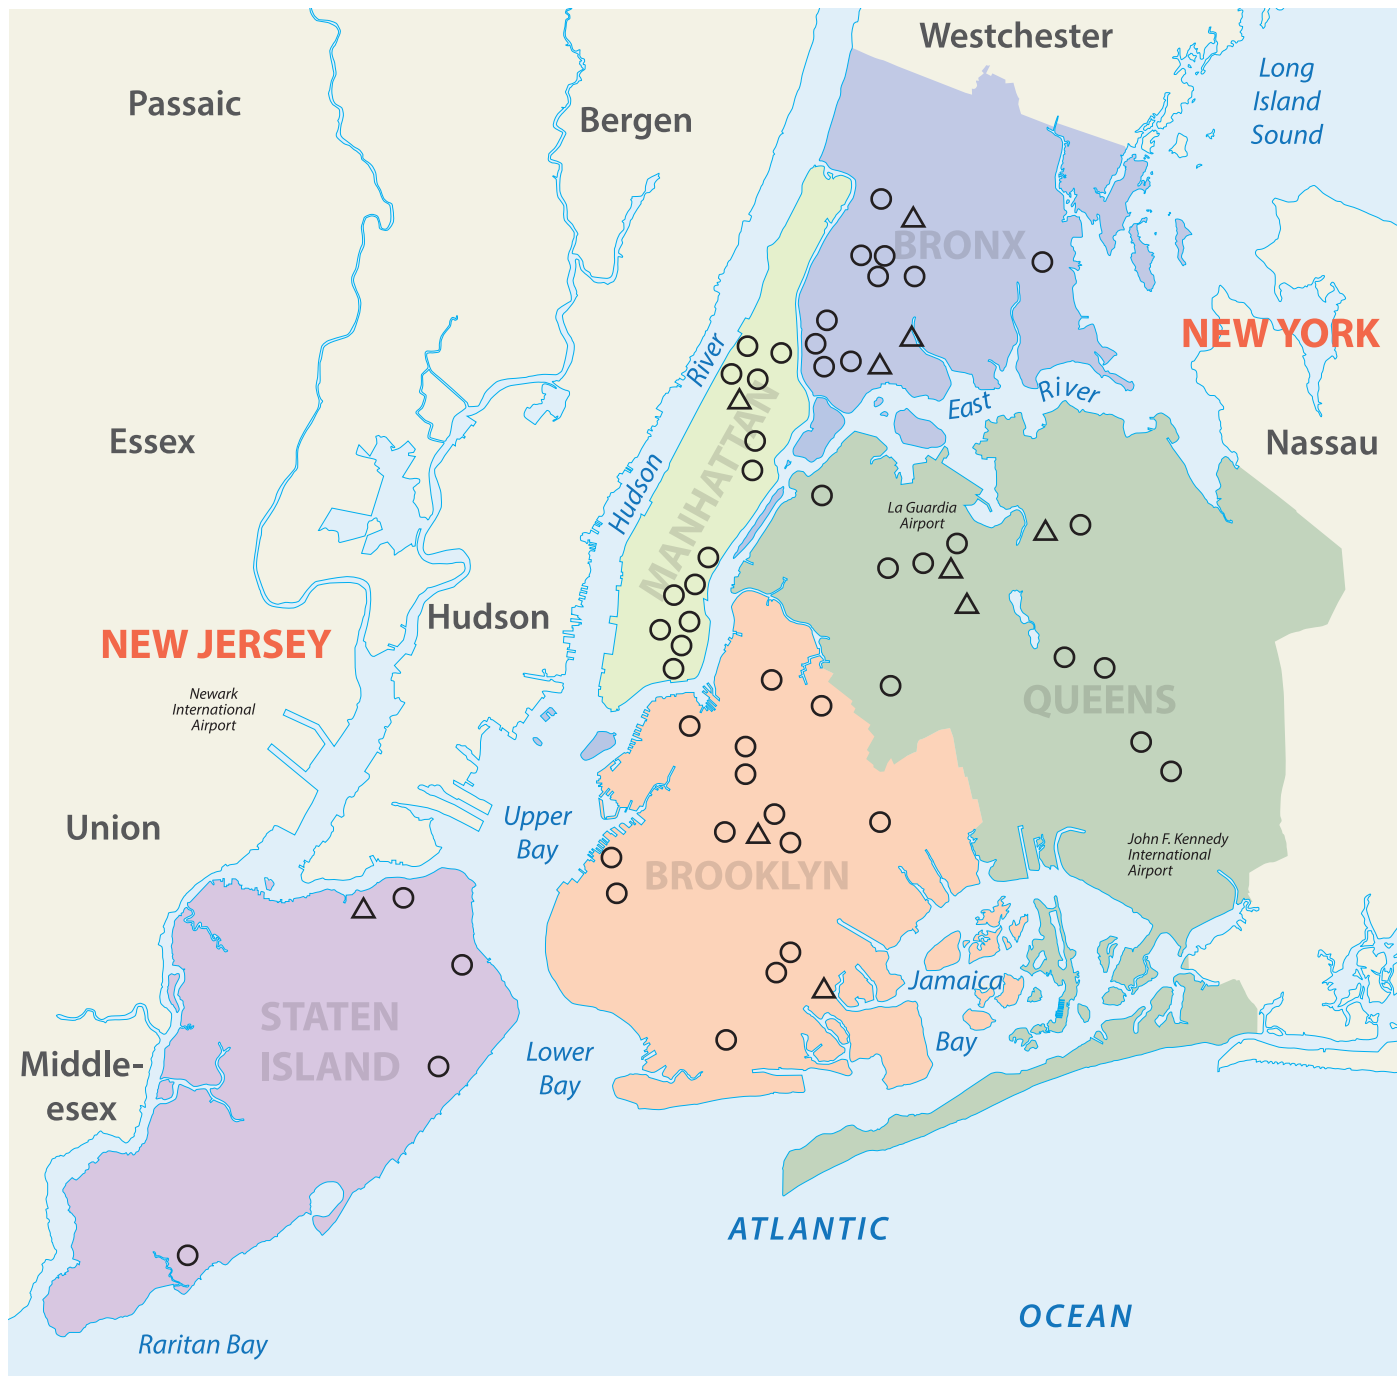 Westchester
Long
Island
Sound
Passaic
Bergen
BRONX
NEW YORK
River
East River
Essex
Nassau
MANHATTAN
Hudson
La Guardia
Airport
Hudson
NEW JERSEY
Newark
International
Airport
QUEENS
Upper
Bay
Union
John F. Kennedy
International
Airport
BROOKLYN
Jamaica
Bay
STATEN
ISLAND
Lower
Bay
Middle-
esex
ATLANTIC
OCEAN
Raritan Bay